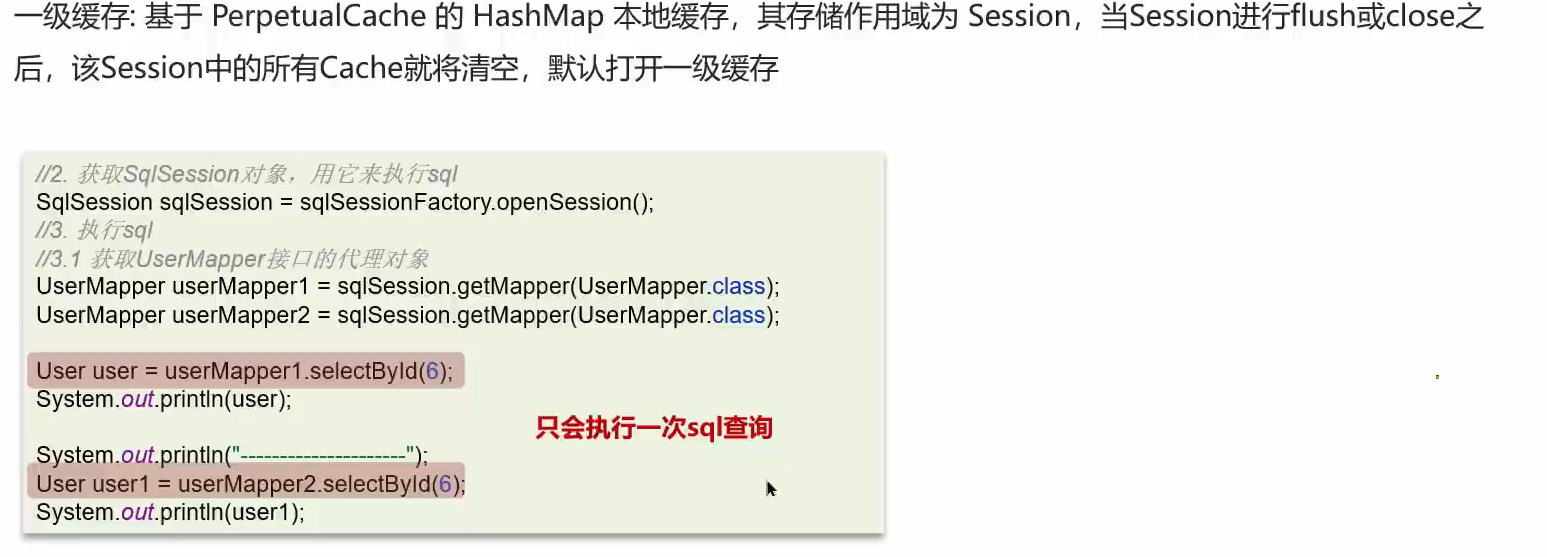 一级缓存: 基于 PerpetualCache 的 HashMap 本地缓存，其存储作用域为 Session，当Session进行flush或close之
后，该Session中的所有Cache就将清空，默认打开一级缓存
//2. 获取SqlSession对象，用它来执行sql
SqlSession sqlSession = sqlSessionFactory.openSession();
//3. 执行sql
//3.1 获取UserMapper接口的代理对象
UserMapper userMapper1 = sqlSession.getMapper(UserMapper.class);
UserMapper userMapper2 = sqlSession.getMapper(UserMapper.class);
User user = userMapper1.selectById(6);
System.out.println(user);
只会执行一次sql查询
System.out.println("---------------------");
User user1 = userMapper2.selectById(6);
System.out.println(user1);